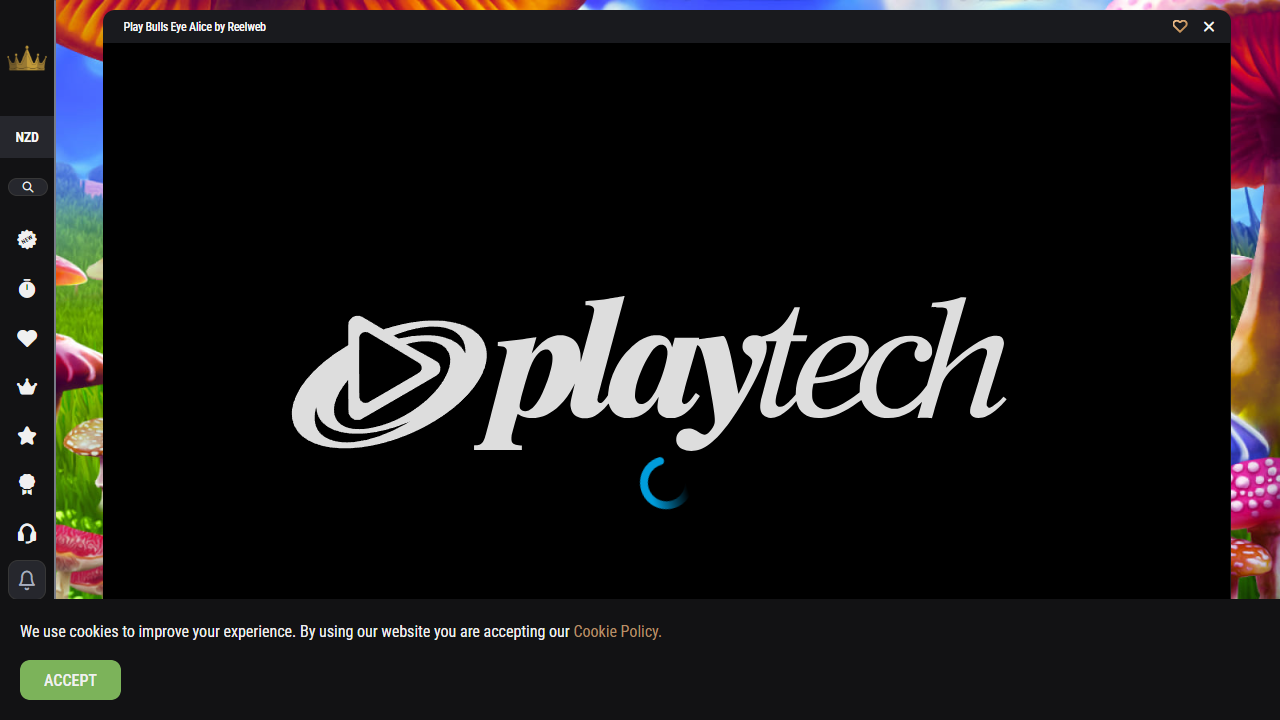 Play Bulls Eye Alice by Reelweb
NZD
NEW
playtech
We use cookies to improve your experience. By using our website you are accepting our Cookie Policy.
ACCEPT